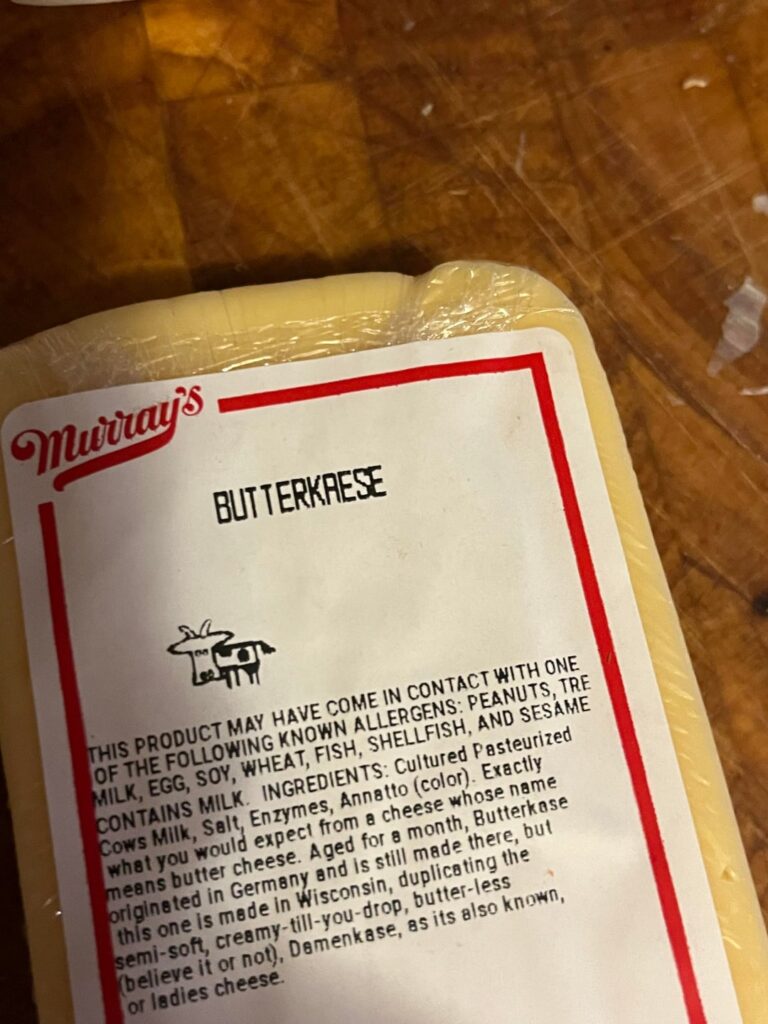 Murray's
BUTTERKAESE
THIS PRODUCT MAY HAVE COME IN CONTACT WITH ONE
OF THE FOLLOWING KNOWN ALLERGENS: PEANUTS, TRE
MILK, EGG, SOY, WHEAT, FISH, SHELLFISH, AND SESAME
CONTAINS MILK. INGREDIENTS: Cultured Pasteurized
Cows Milk, Salt, Enzymes, Annatto (color). Exactly
what you would expect from a cheese whose name
means butter cheese. Aged for a month, Butterkase
originated in Germany and is still made there, but
this one is made in Wisconsin, duplicating the
semi-soft, creamy-till-you-drop, butter-less
(believe it or not), Damenkase, as its also known,
or ladies cheese.